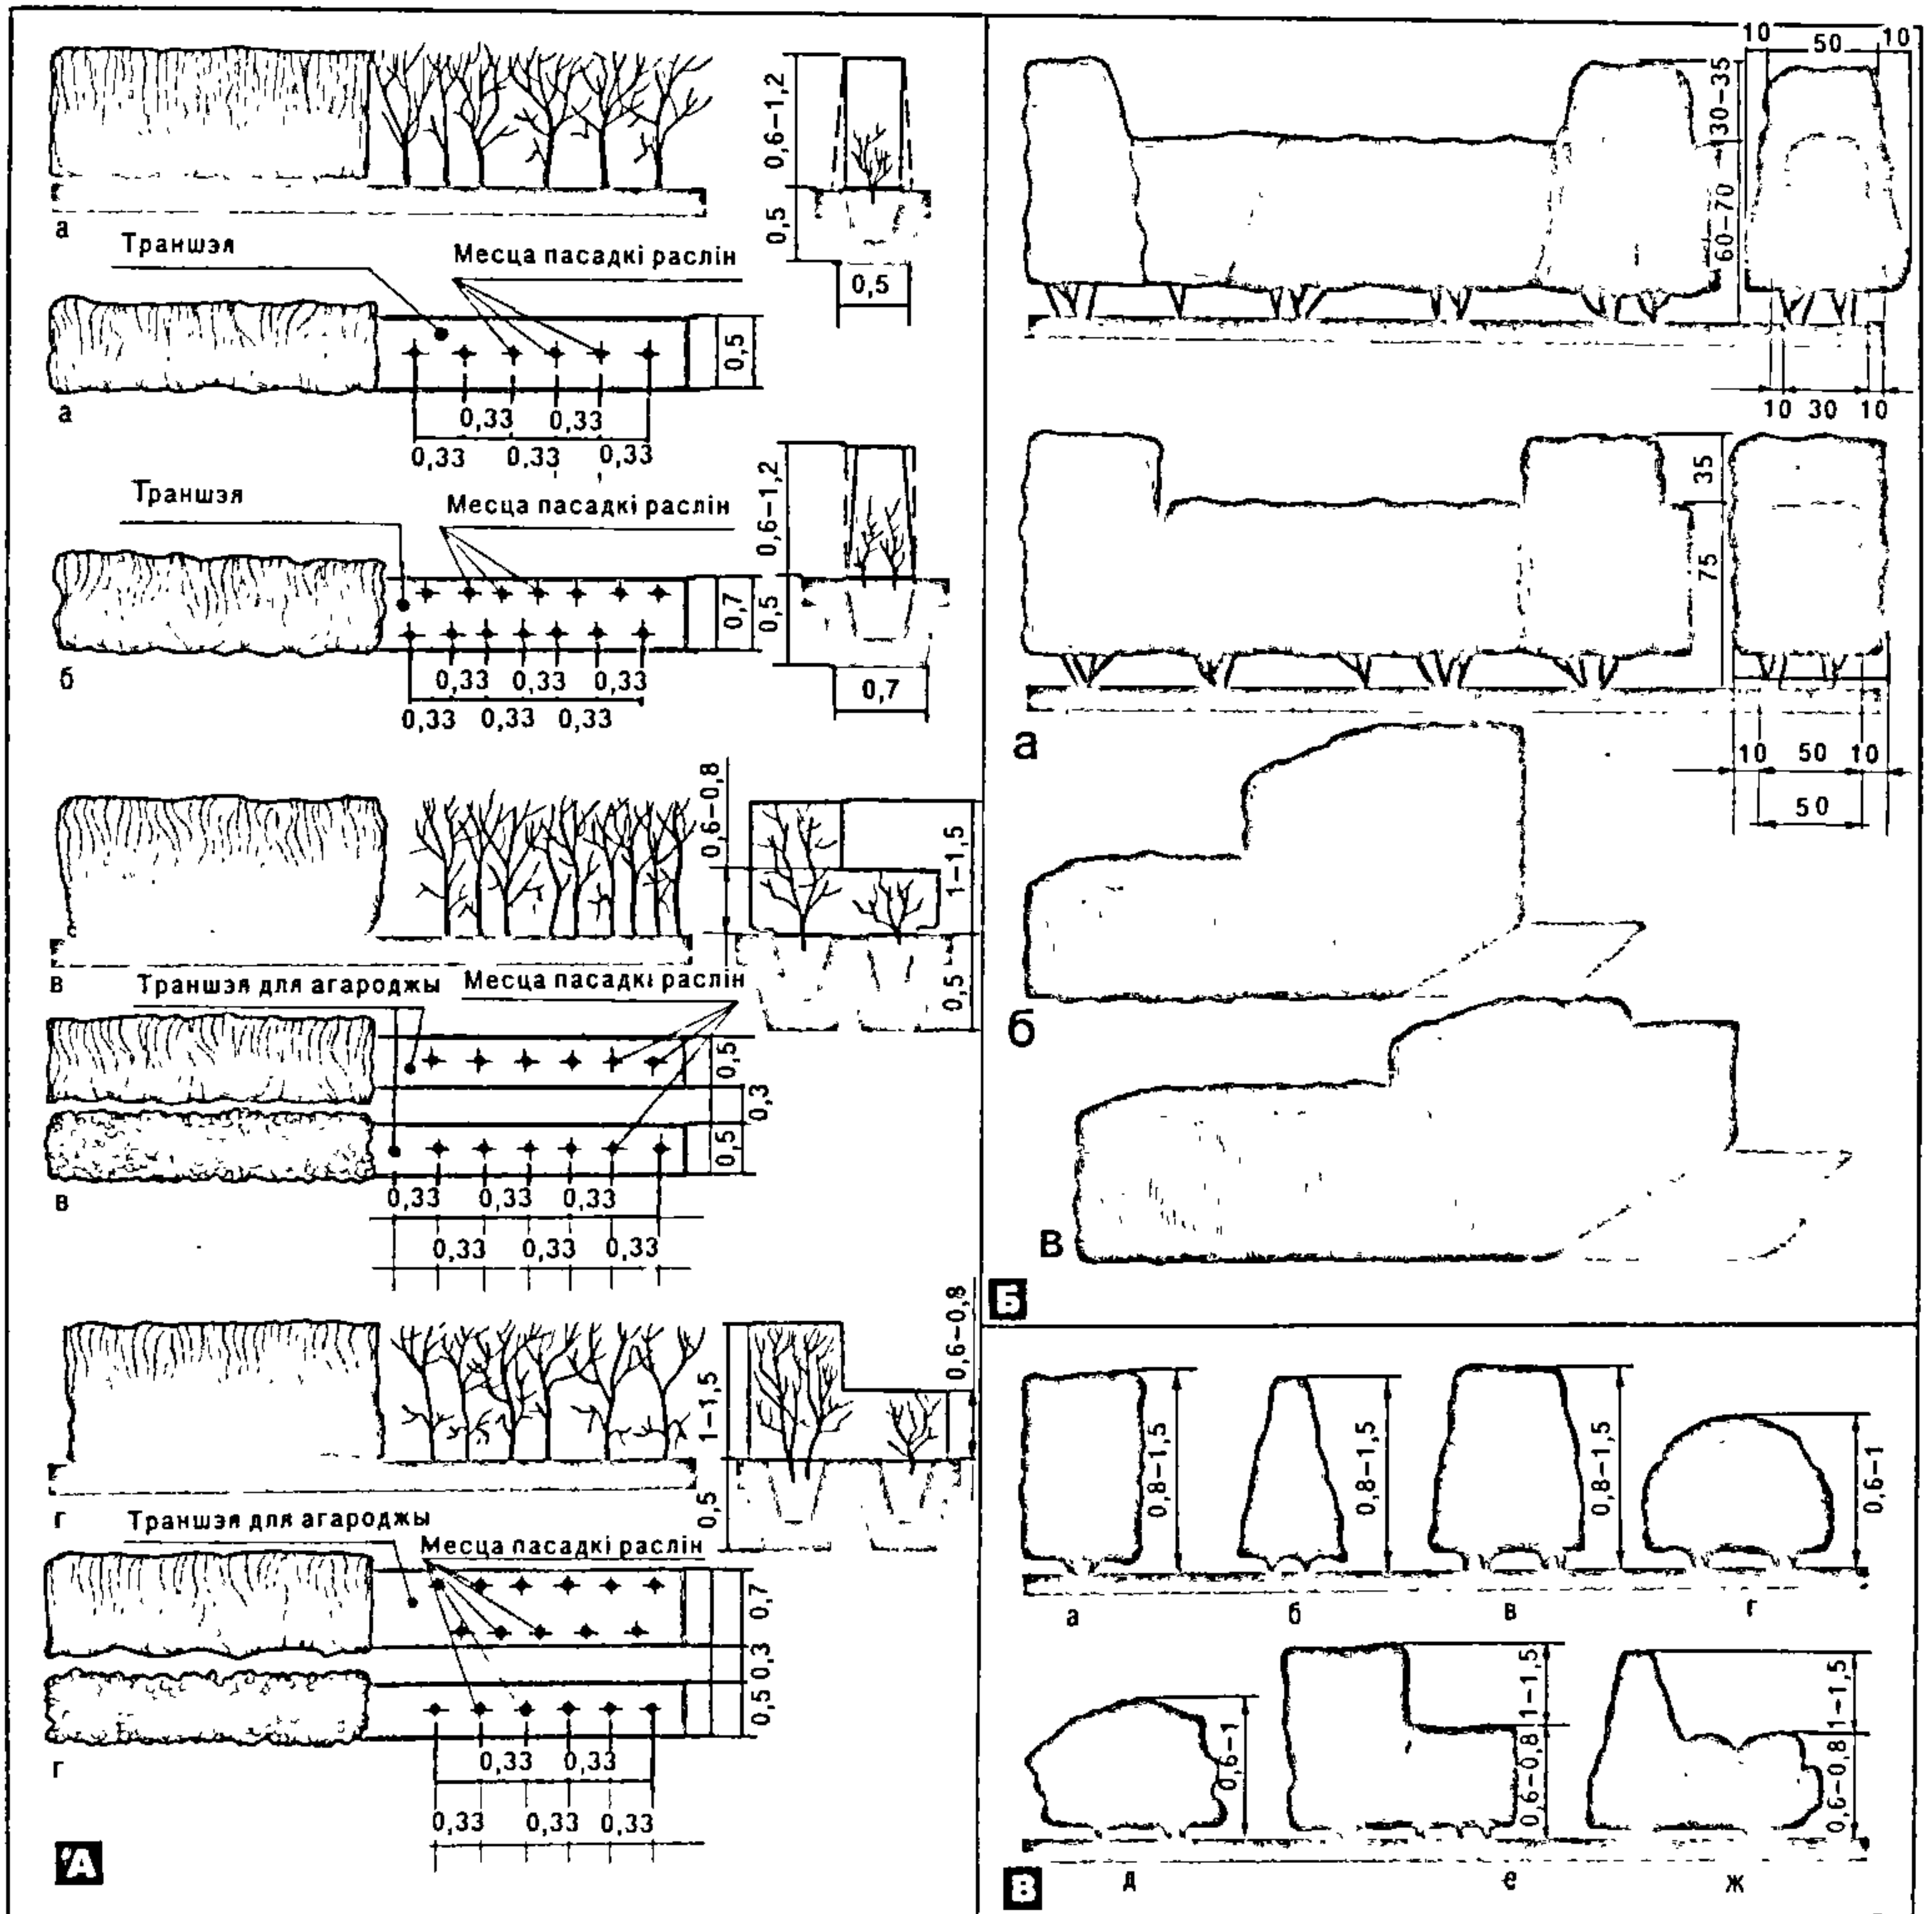 0,6–1,2
0,5
0,5
а
Траншэя
Месца пасадкі раслін
0,5
а
0,33 0,33
0,33 0,33 0,33
Траншэя
Месца пасадкі раслін
0,6–1,2
0,7
0,5
0,7
б
0,33 0,33 0,33
0,33 0,33 0,33
0,6–0,8
1–1,5
0,5
в
Траншэя для агароджы
Месца пасадкі раслін
0,5
0,3
0,5
в
0,33 0,33 0,33
0,33 0,33 0,33
0,6–0,8
1–1,5
0,5
г
Траншэя для агароджы
Месца пасадкі раслін
0,7
0,3
0,5
г
0,33 0,33
0,33 0,33 0,33
А
10 50 10
30–35
60–70
10 30 10
35
75
а
10 50 10
50
б
в
Б
0,8–1,5
0,8–1,5
0,8–1,5
0,6–1
а б в г
0,6–1
1–1,5
0,6–0,8
1–1,5
0,6–0,8
д е ж
В